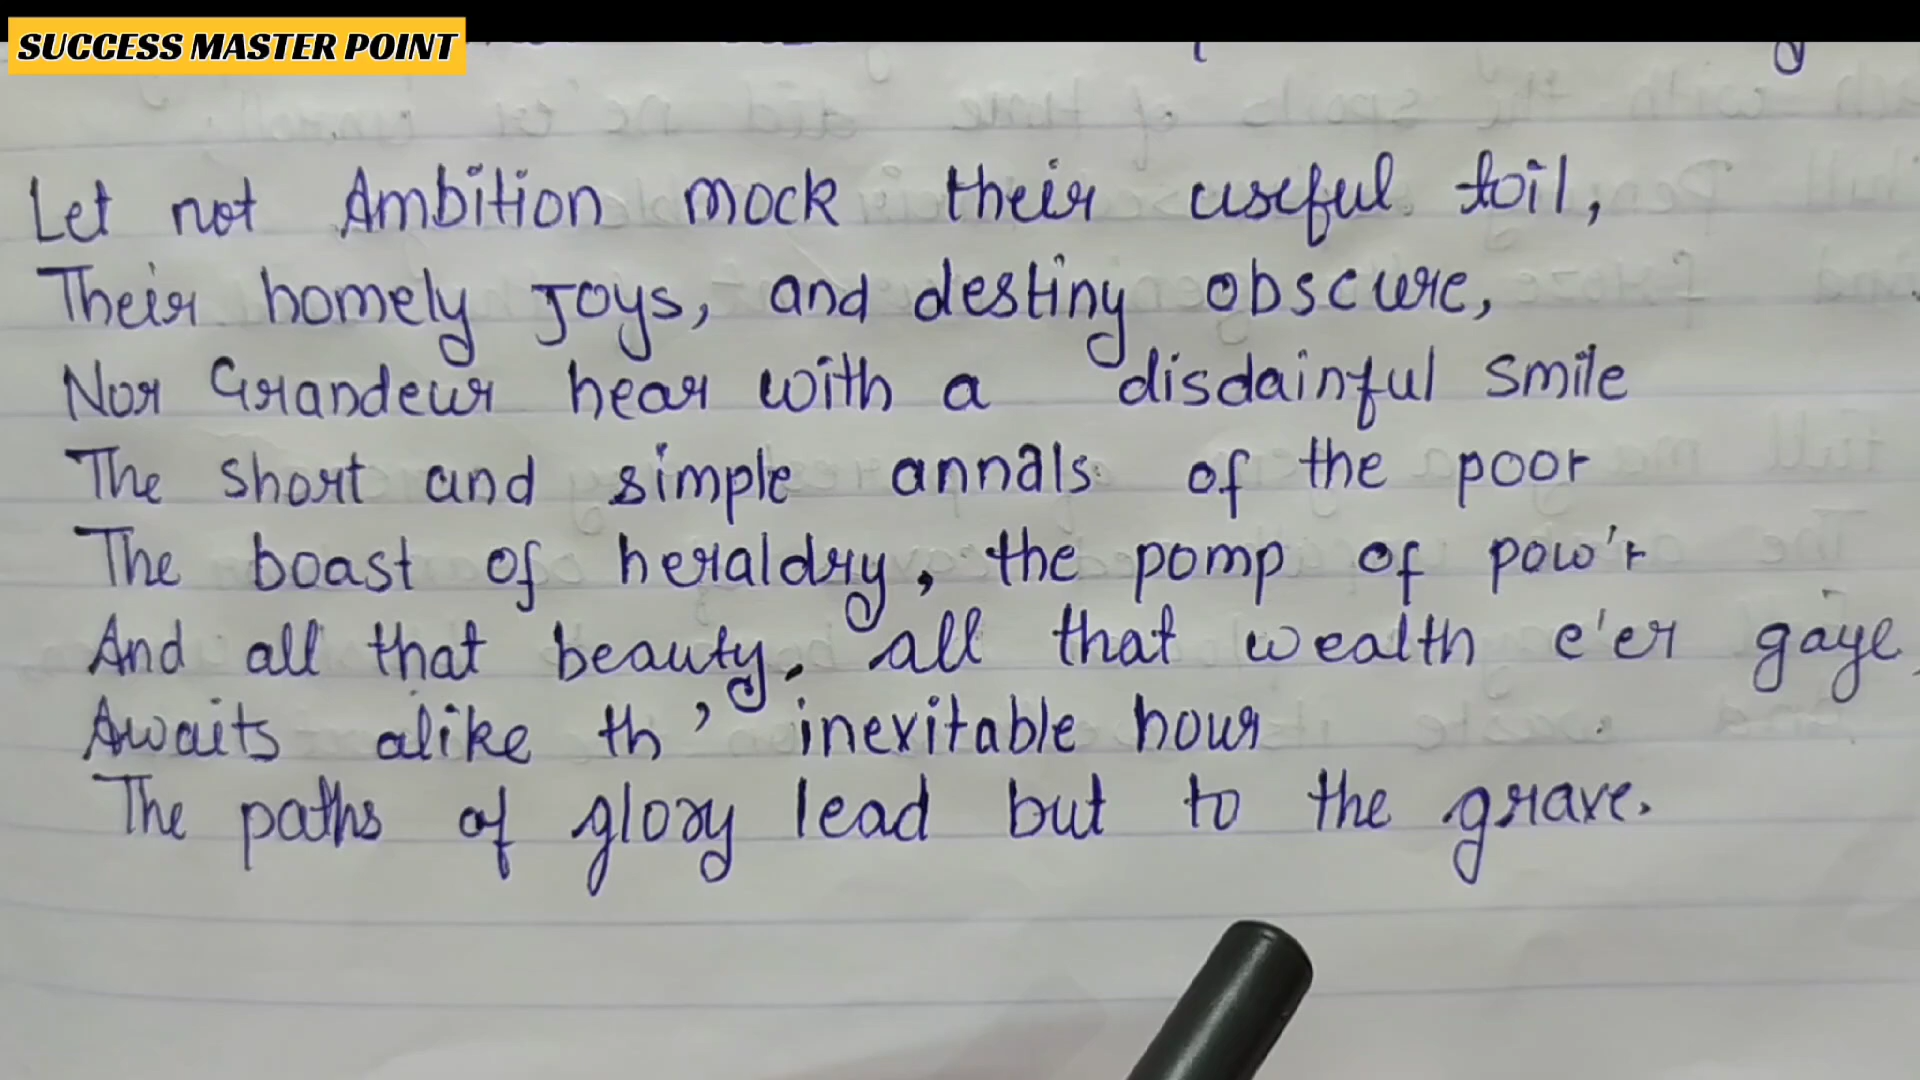 SUCCESS MASTER POINT
Let not Ambition mock their useful toil,
Their homely Joys, and destiny obscure,
Nor Grandeur hear with a disdainful smile
The short and simple annals of the poor
The boast of heraldry, the pomp of pow'r
And all that beauty, all that wealth e'er gave,
Awaits alike th' inevitable hour
The paths of glory lead but to the grave.